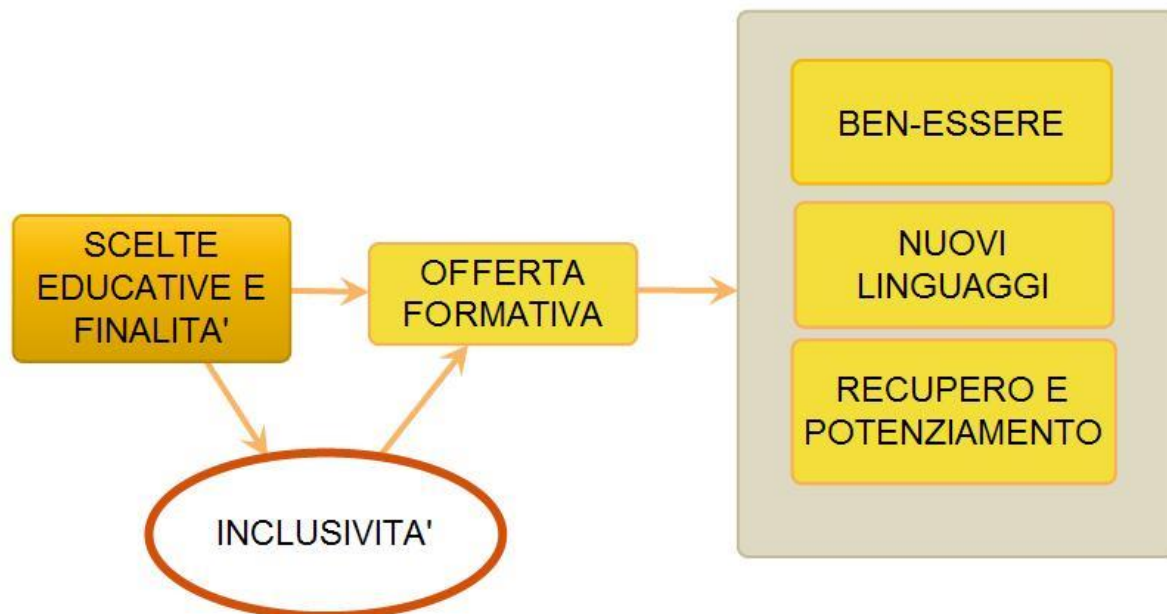 SCELTE
EDUCATIVE E
FINALITA'
OFFERTA
FORMATIVA
INCLUSIVITA'
BEN-ESSERE
NUOVI
LINGUAGGI
RECUPERO E
POTENZIAMENTO